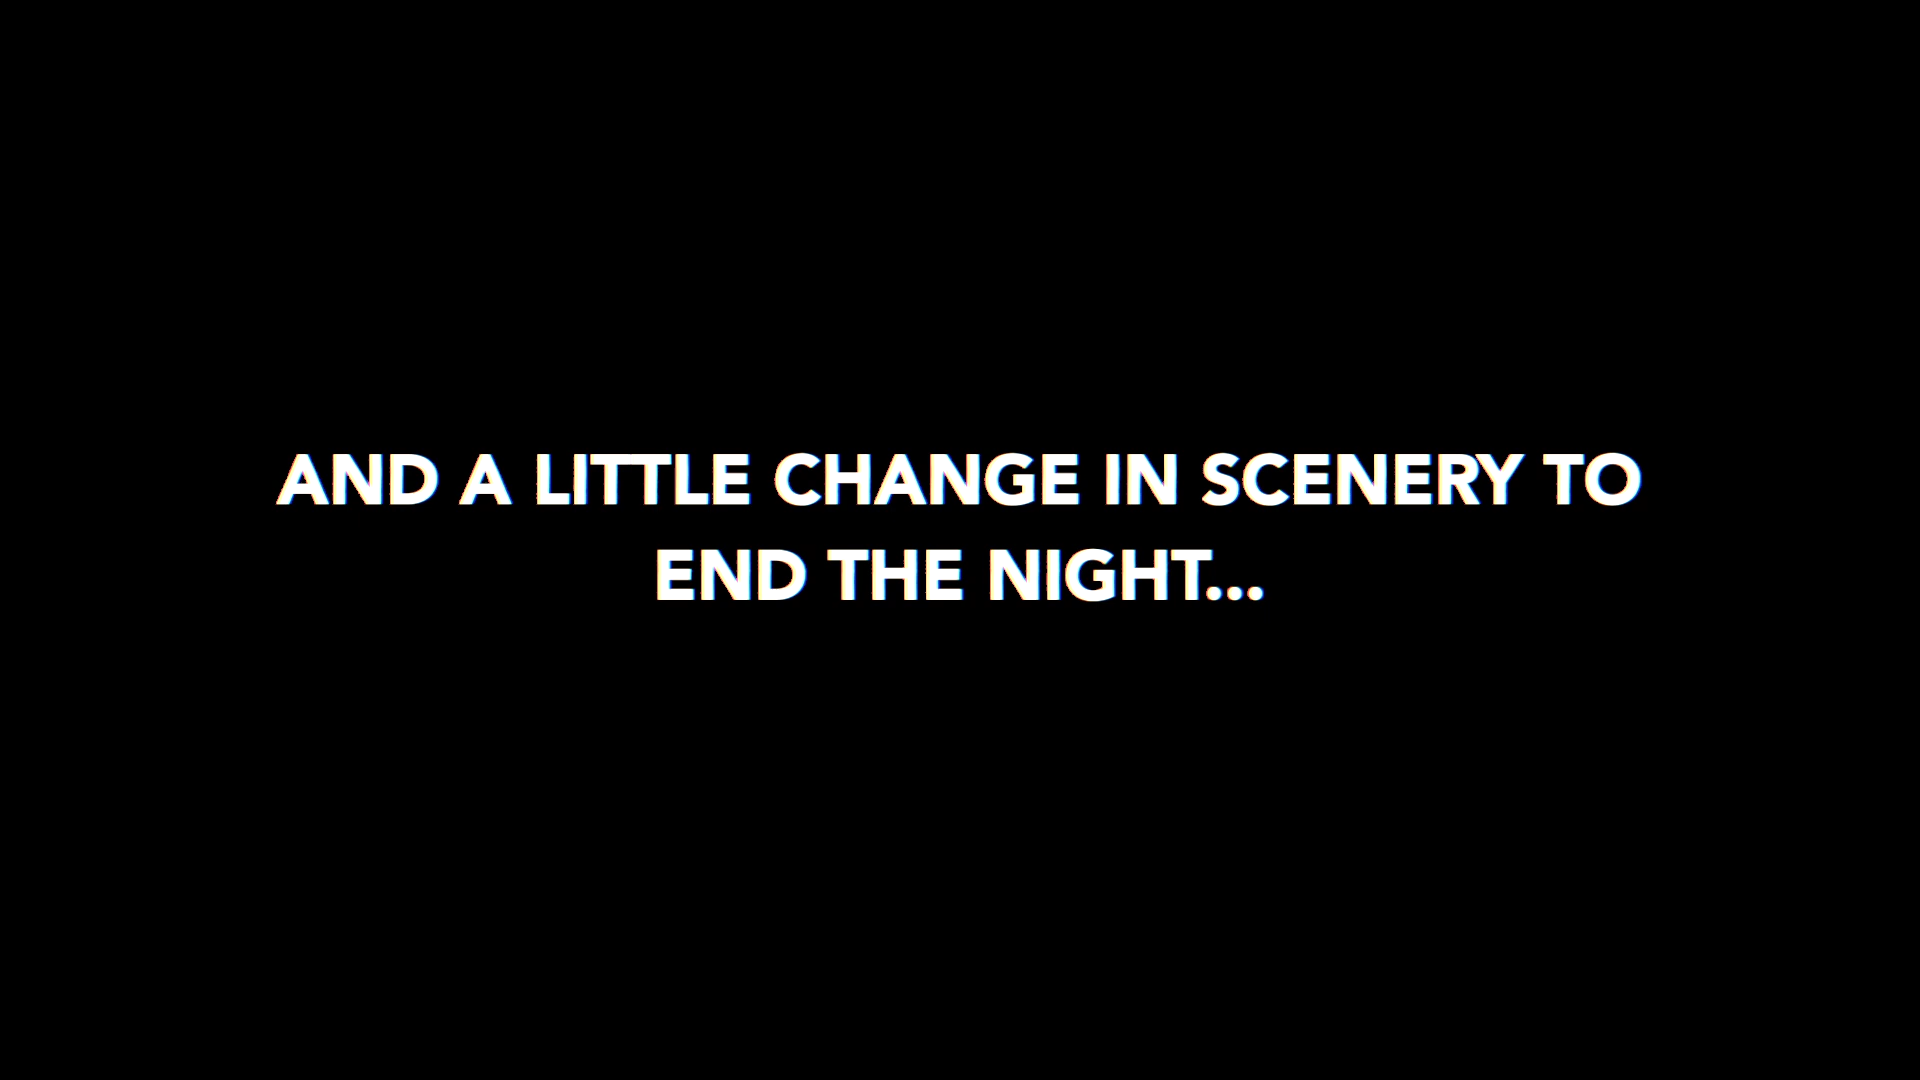 AND A LITTLE CHANGE IN SCENERY TO
END THE NIGHT...